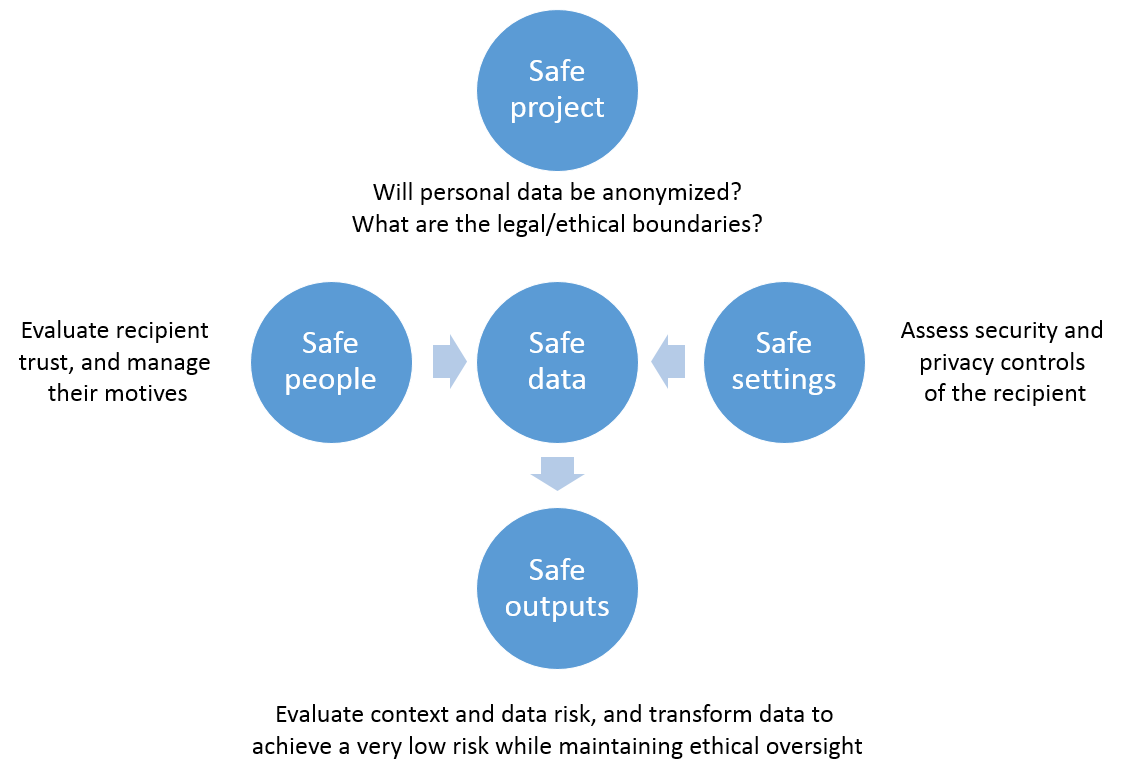 Safe
project
Will personal data be anonymized?
What are the legal/ethical boundaries?
Evaluate recipient
trust, and manage
their motives
Safe
people
Safe
data
Safe
settings
Assess security and
privacy controls
of the recipient
Safe
outputs
Evaluate context and data risk, and transform data to
achieve a very low risk while maintaining ethical oversight